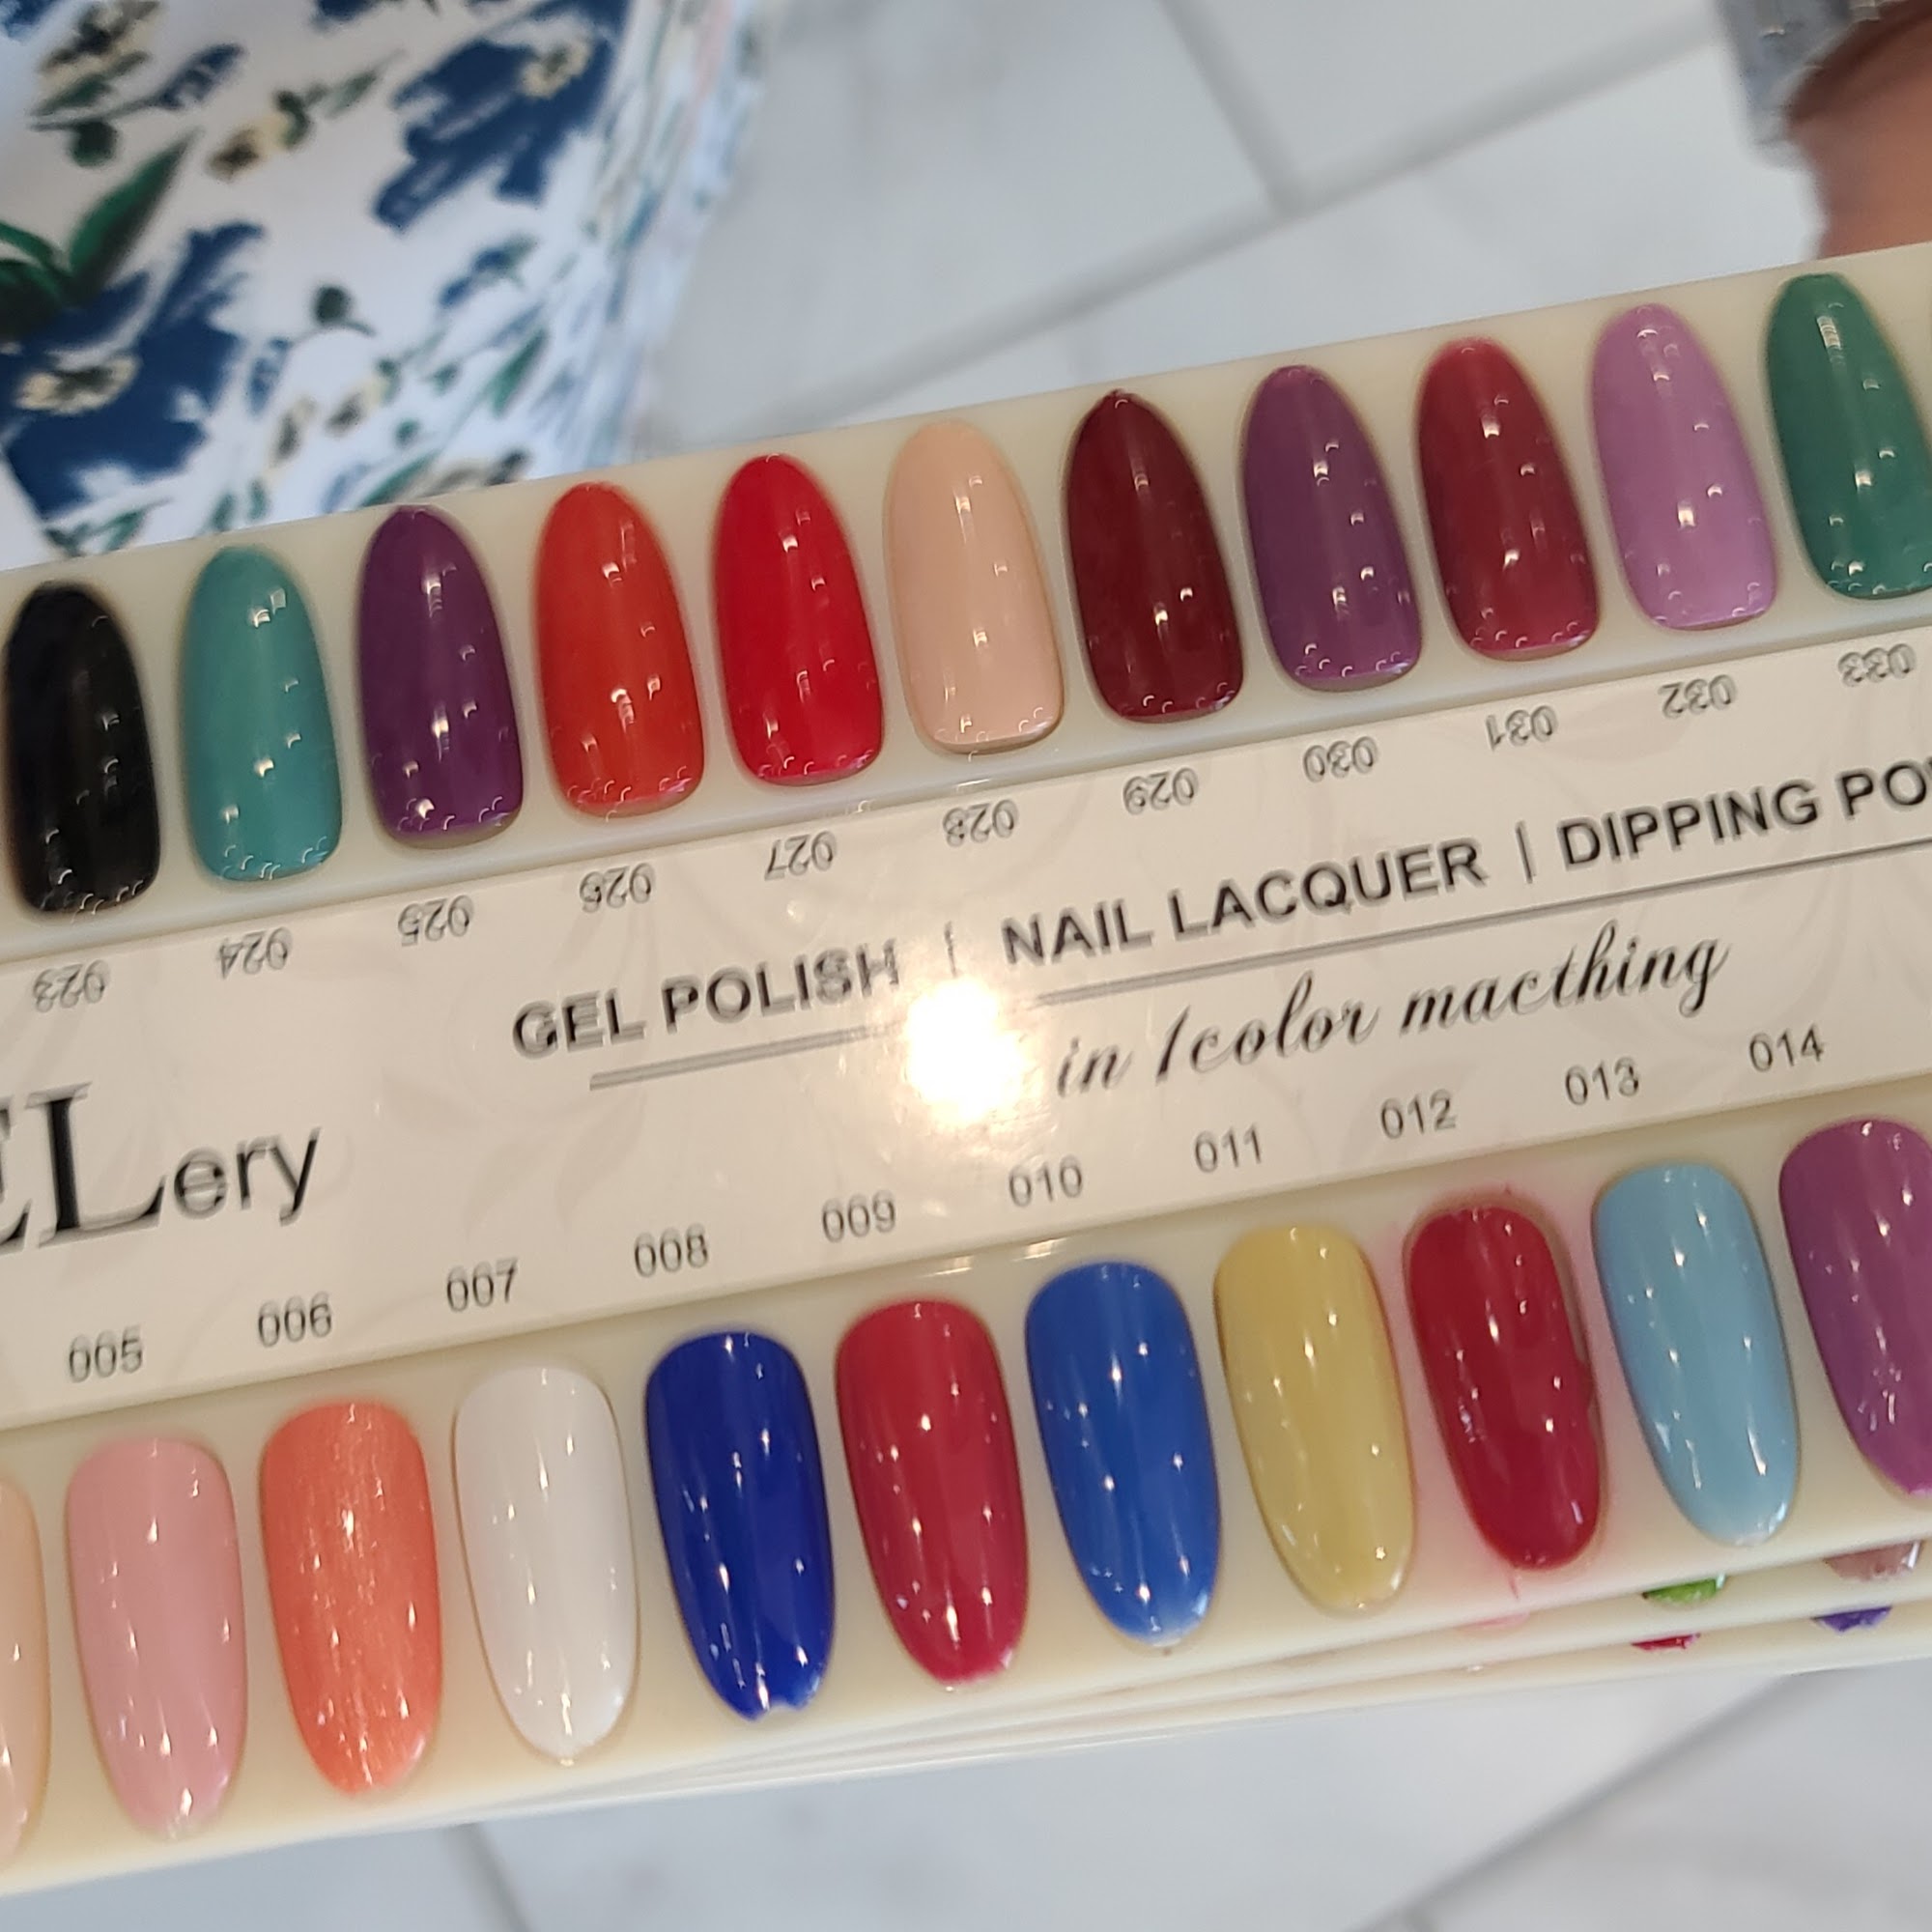 023 024 025 026 027 028 029 030 031 032 033
GEL POLISH | NAIL LACQUER | DIPPING
in 1color macthing
ELery
005 006 007 008 009 010 011 012 013 014